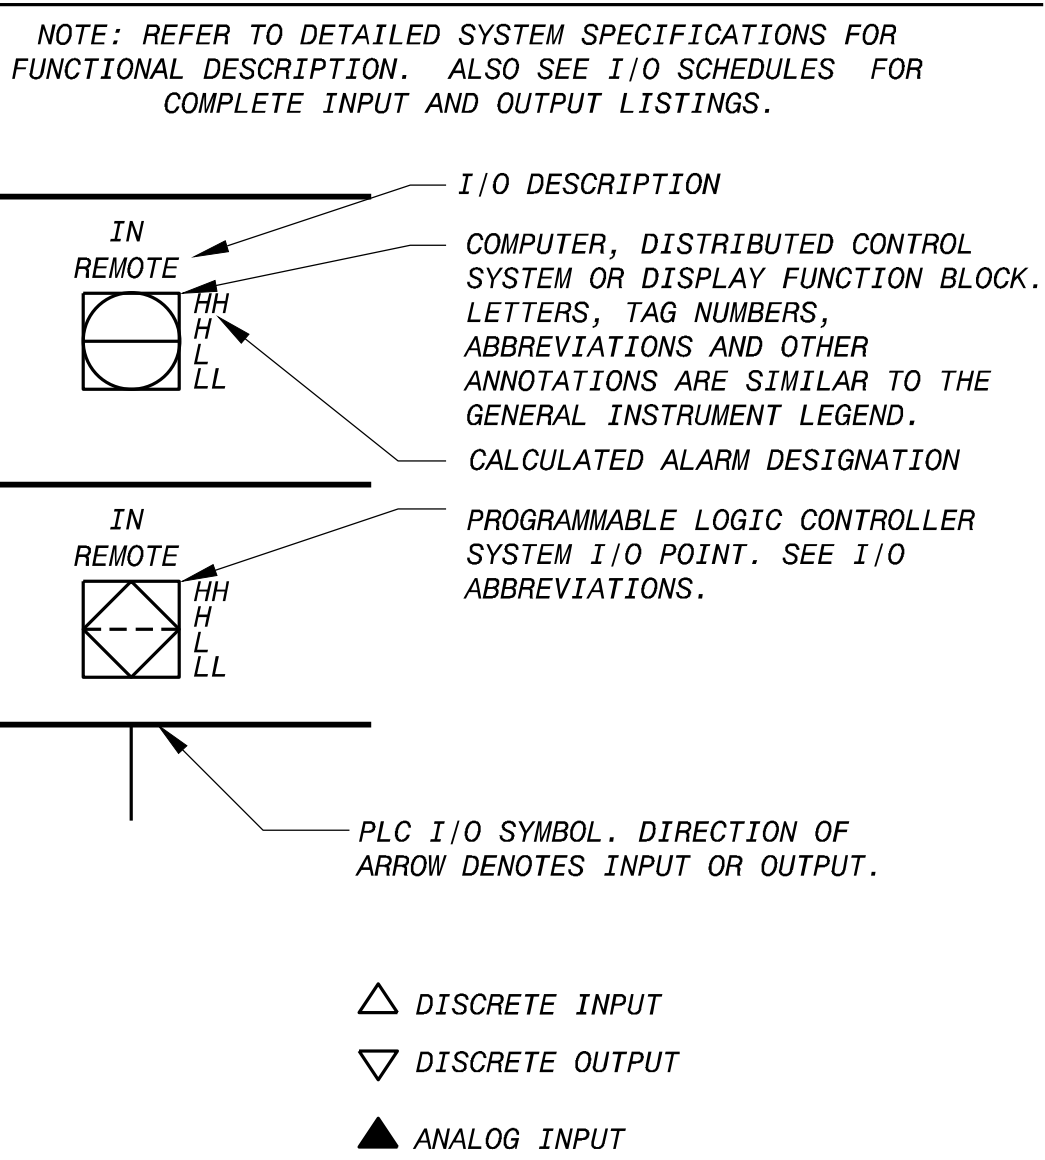 NOTE: REFER TO DETAILED SYSTEM SPECIFICATIONS FOR
FUNCTIONAL DESCRIPTION. ALSO SEE I/O SCHEDULES FOR
COMPLETE INPUT AND OUTPUT LISTINGS.
I/O DESCRIPTION
IN
REMOTE
HH
H
L
LL
COMPUTER, DISTRIBUTED CONTROL
SYSTEM OR DISPLAY FUNCTION BLOCK.
LETTERS, TAG NUMBERS,
ABBREVIATIONS AND OTHER
ANNOTATIONS ARE SIMILAR TO THE
GENERAL INSTRUMENT LEGEND.
CALCULATED ALARM DESIGNATION
IN
REMOTE
HH
H
L
LL
PROGRAMMABLE LOGIC CONTROLLER
SYSTEM I/O POINT. SEE I/O
ABBREVIATIONS.
PLC I/O SYMBOL. DIRECTION OF
ARROW DENOTES INPUT OR OUTPUT.
DISCRETE INPUT
DISCRETE OUTPUT
ANALOG INPUT